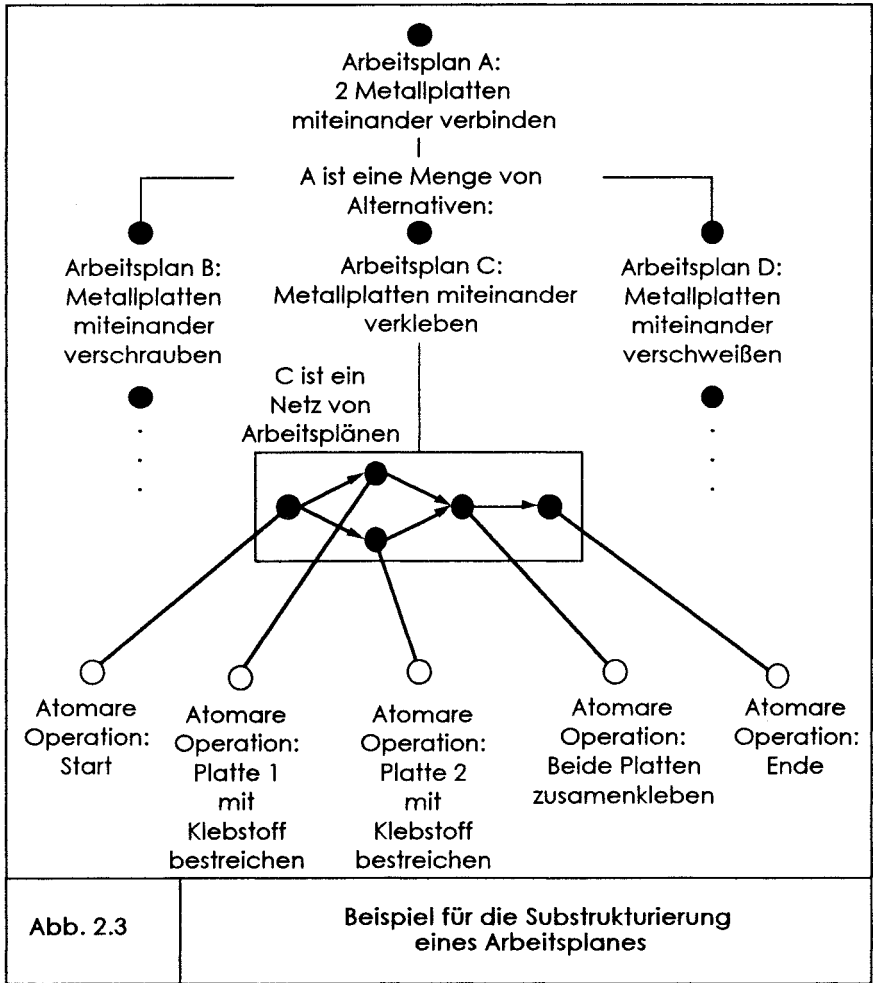 Arbeitsplan A:
2 Metallplatten
miteinander verbinden
A ist eine Menge von
Alternativen:
Arbeitsplan B:
Metallplatten
miteinander
verschrauben
Arbeitsplan C:
Metallplatten miteinander
verkleben
Arbeitsplan D:
Metallplatten
miteinander
verschweißen
C ist ein
Netz von
Arbeitsplänen
Atomare
Operation:
Start
Atomare
Operation:
Platte 1
mit
Klebstoff
bestreichen
Atomare
Operation:
Platte 2
mit
Klebstoff
bestreichen
Atomare
Operation:
Beide Platten
zusamenkleben
Atomare
Operation:
Ende
Abb. 2.3
Beispiel für die Substrukturierung
eines Arbeitsplanes